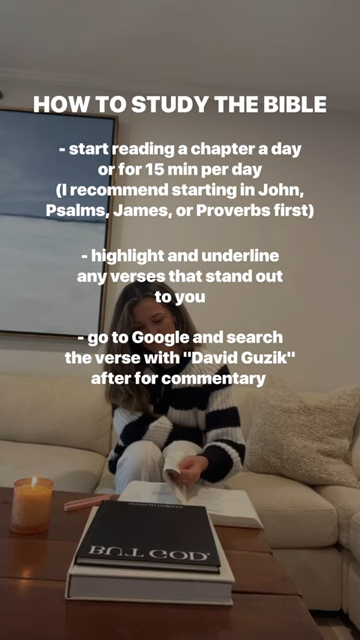 HOW TO STUDY THE BIBLE
- start reading a chapter a day
or for 15 min per day
(I recommend starting in John,
Psalms, James, or Proverbs first)
- highlight and underline
any verses that stand out
to you
- go to Google and search
the verse with "David Guzik"
after for commentary
BUT GOD